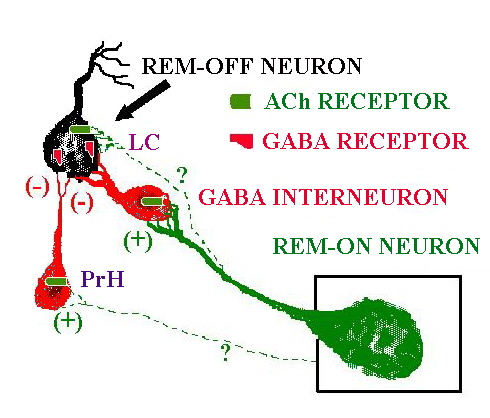 REM-OFF NEURON
ACh RECEPTOR
LC
GABA RECEPTOR
?
(-)
(-)
GABA INTERNEURON
(+)
REM-ON NEURON
PrH
(+)
?